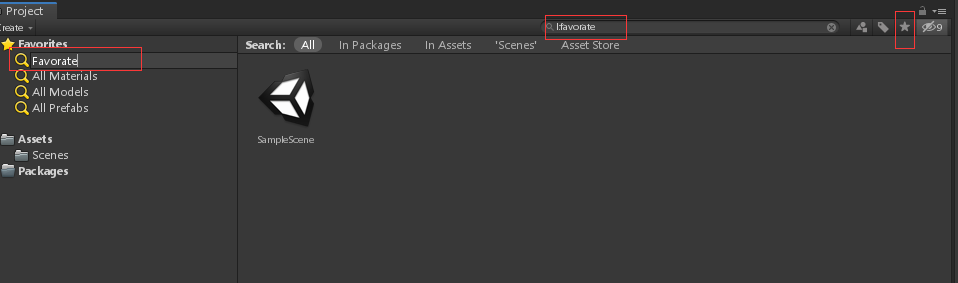 Project
Create
l:favorate
9
Favorites
Search: All In Packages In Assets 'Scenes' Asset Store
Favorate
All Materials
All Models
All Prefabs
SampleScene
Assets
Scenes
Packages